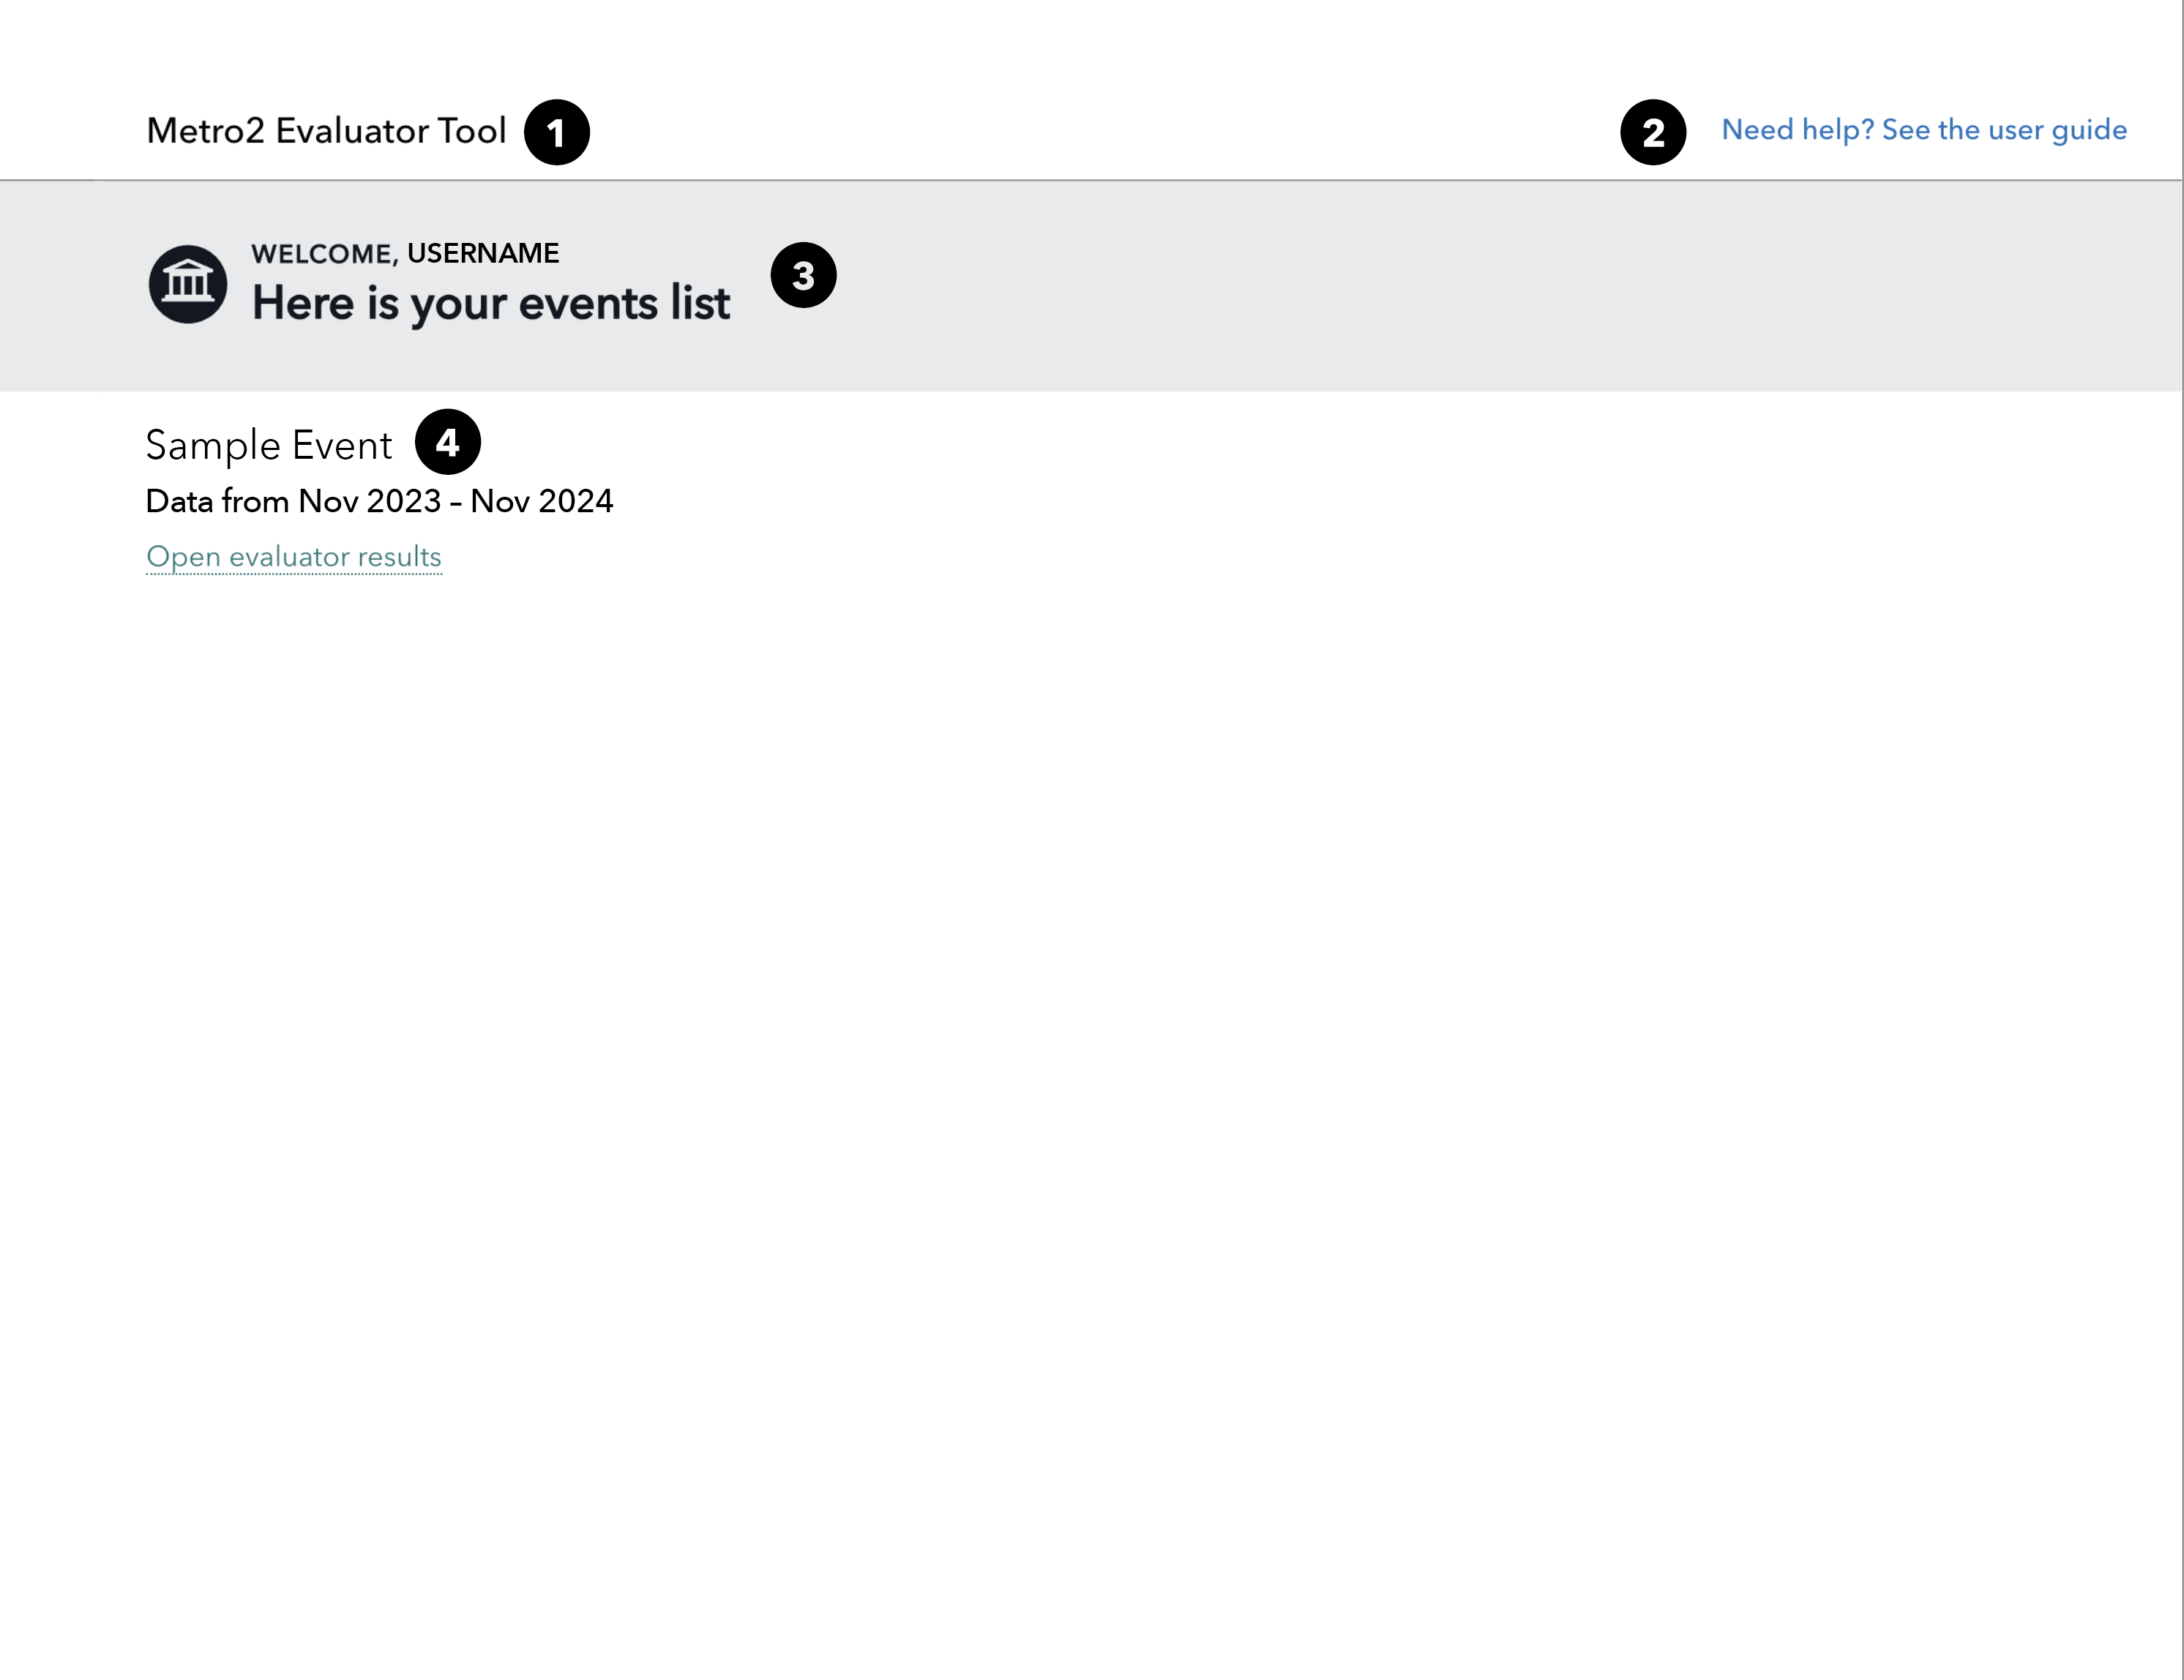 Metro2 Evaluator Tool 1
2 Need help? See the user guide
WELCOME, USERNAME
Here is your events list 3
Sample Event 4
Data from Nov 2023 – Nov 2024
Open evaluator results